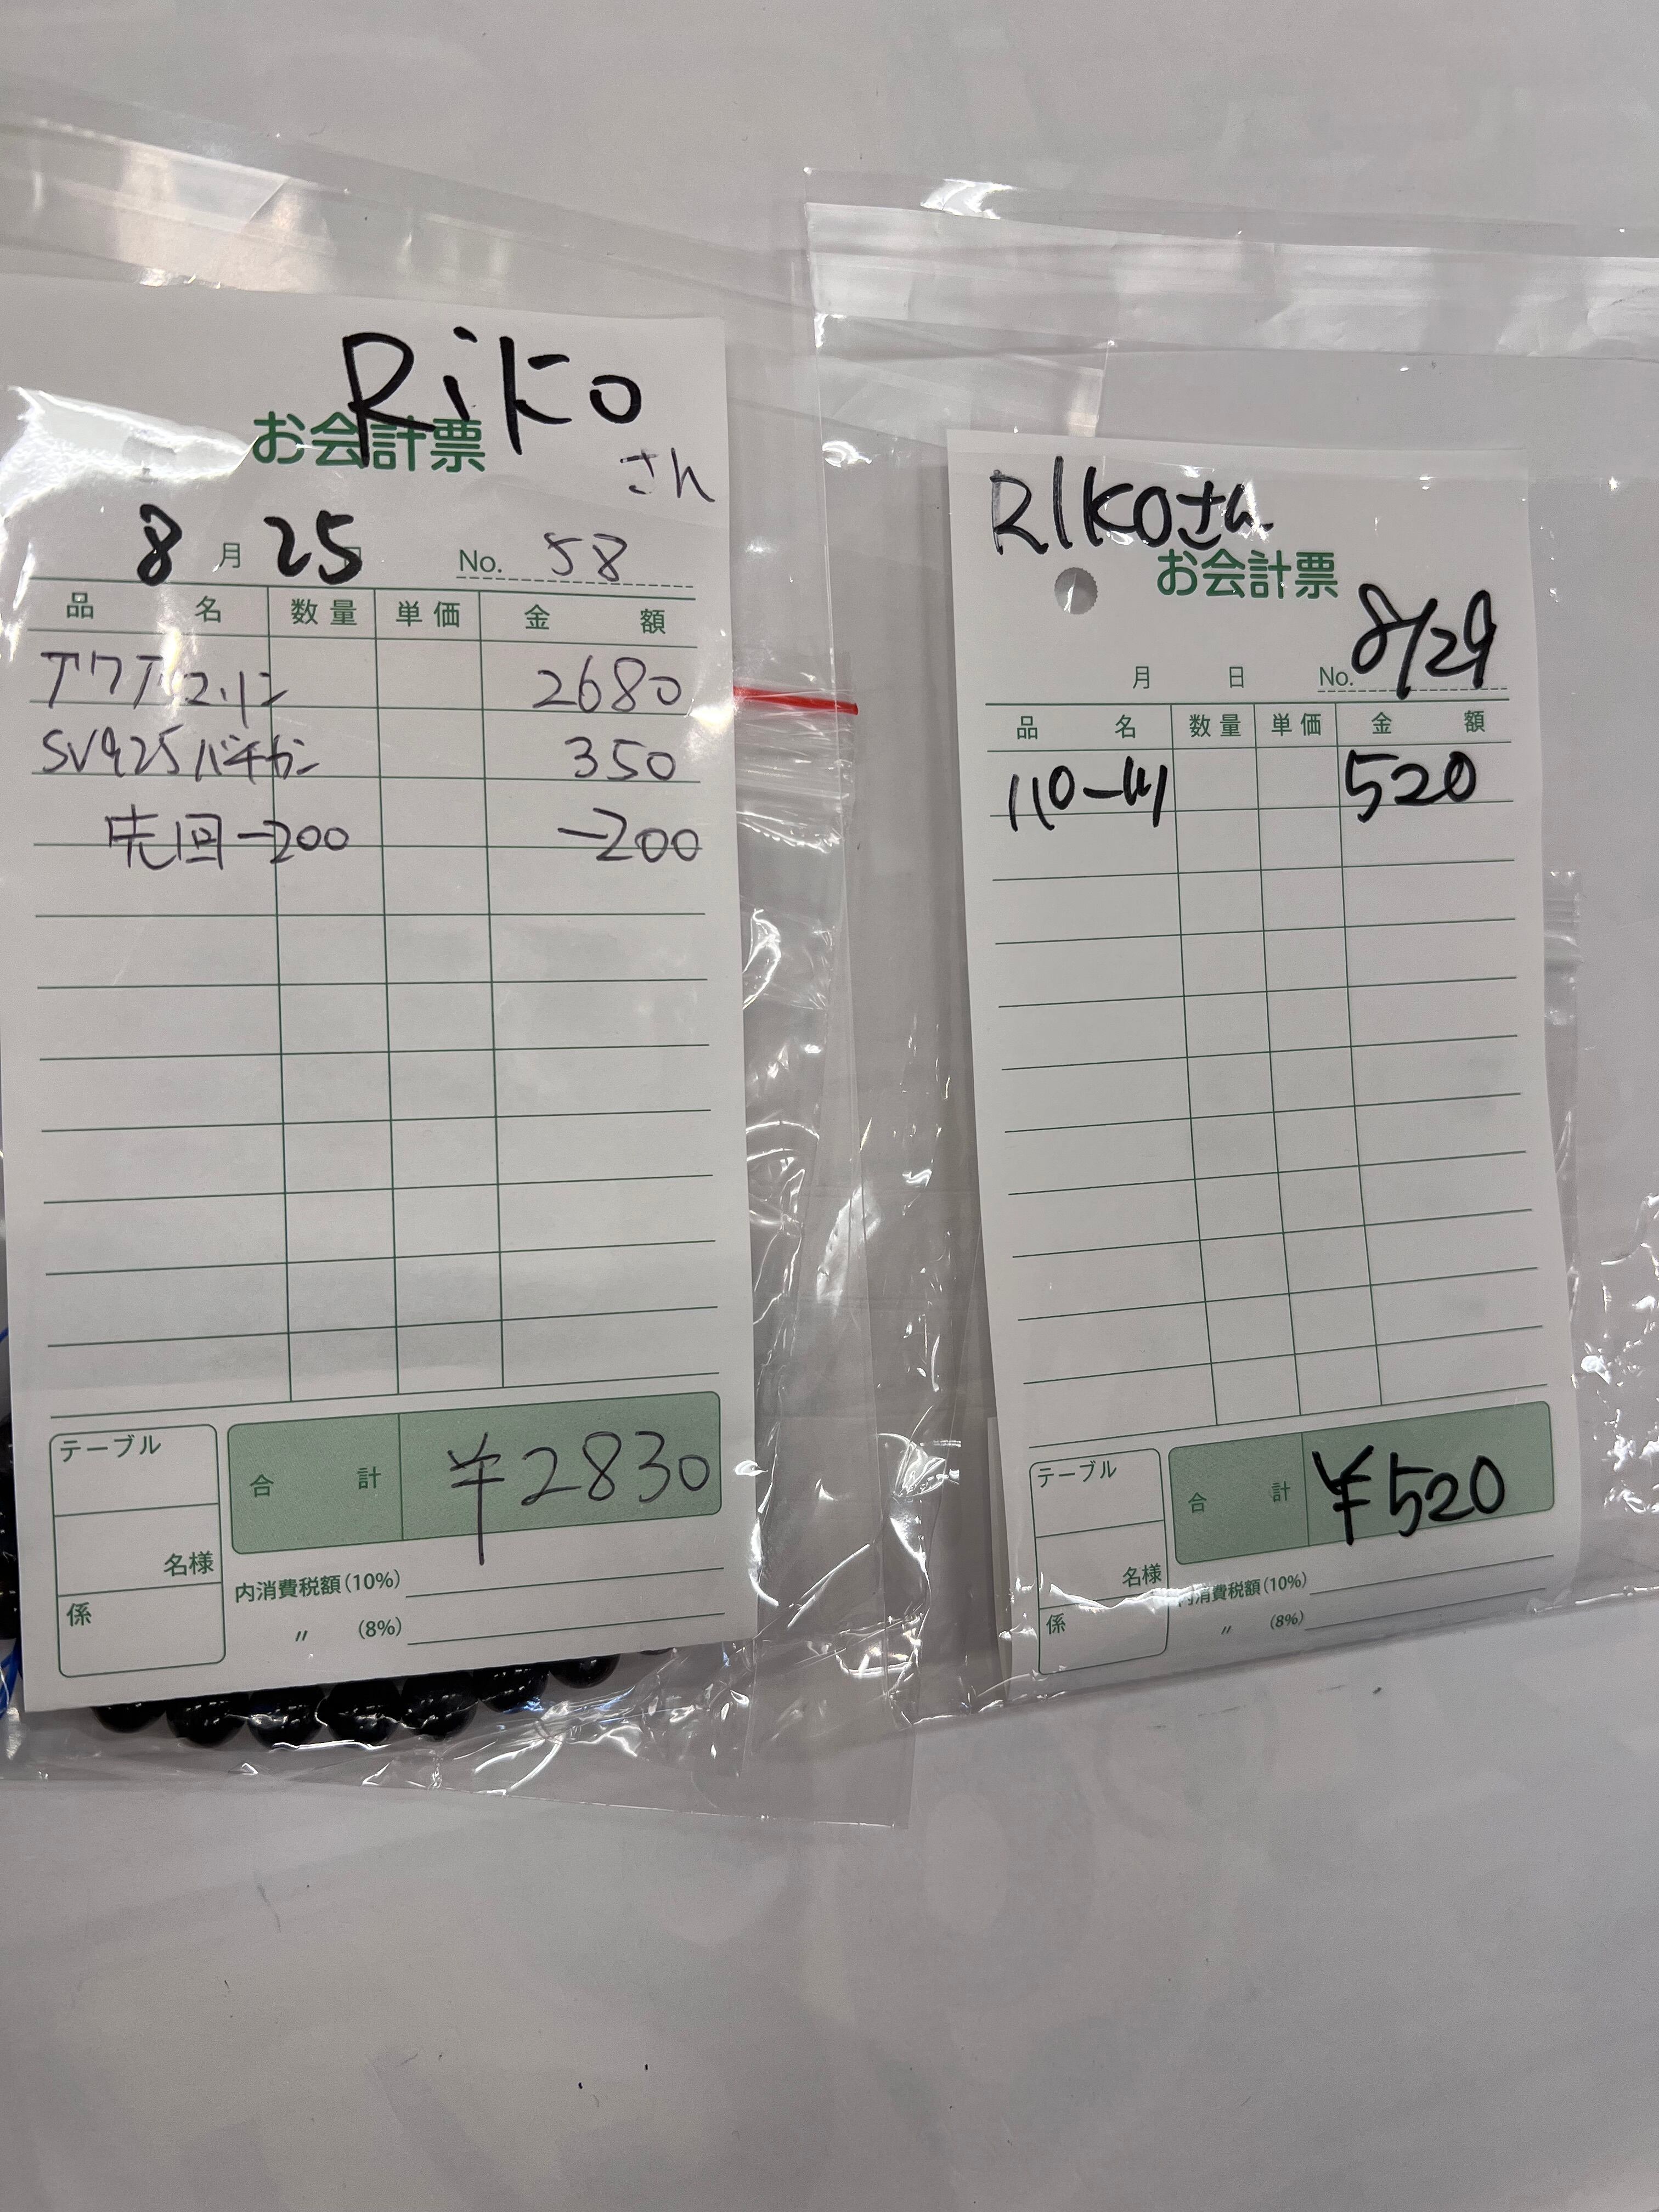 Riko
お会計票
さん
8月 25 No. 58
品名 数量 単価 金額
アクアマリン 2680
SV925バチカン 350
先回-200 -200
テーブル
合計 ¥2830
名様
内消費税額(10%)
係
〃 (8%)
RIKOさん
お会計票
8/29
月 日 No.
品名 数量 単価 金額
520
テーブル
合計 ¥520
名様
内消費税額(10%)
係
〃 (8%)